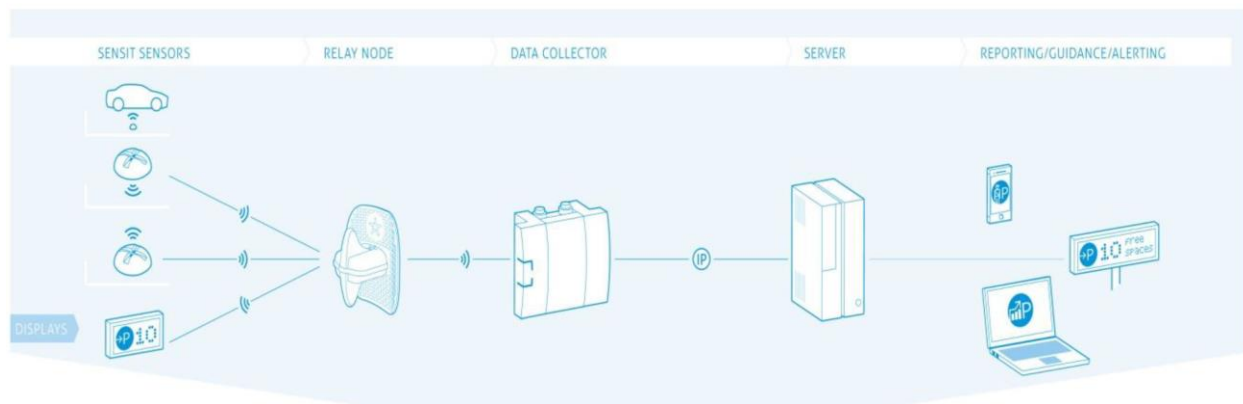 SENSIT SENSORS
RELAY NODE
DATA COLLECTOR
SERVER
REPORTING/GUIDANCE/ALERTING
P
IP
P 10 Free
spaces
DISPLAYS
P 10
P